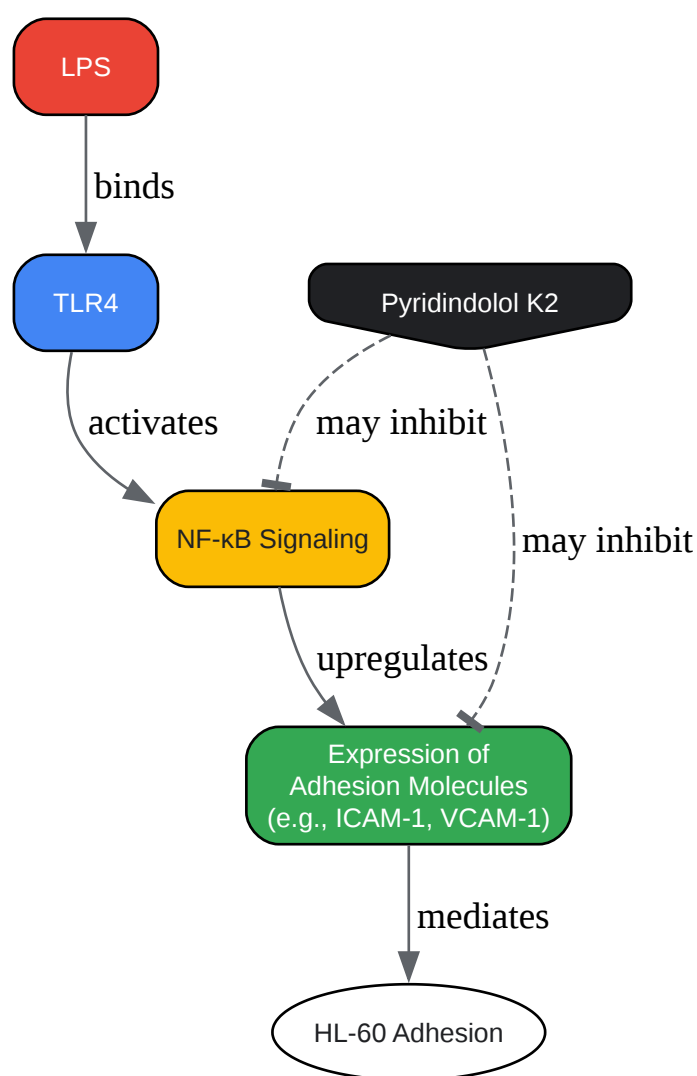 LPS
binds
TLR4
Pyridindolol K2
activates
may inhibit
NF-κB Signaling
may inhibit
upregulates
Expression of
Adhesion Molecules
(e.g., ICAM-1, VCAM-1)
mediates
HL-60 Adhesion